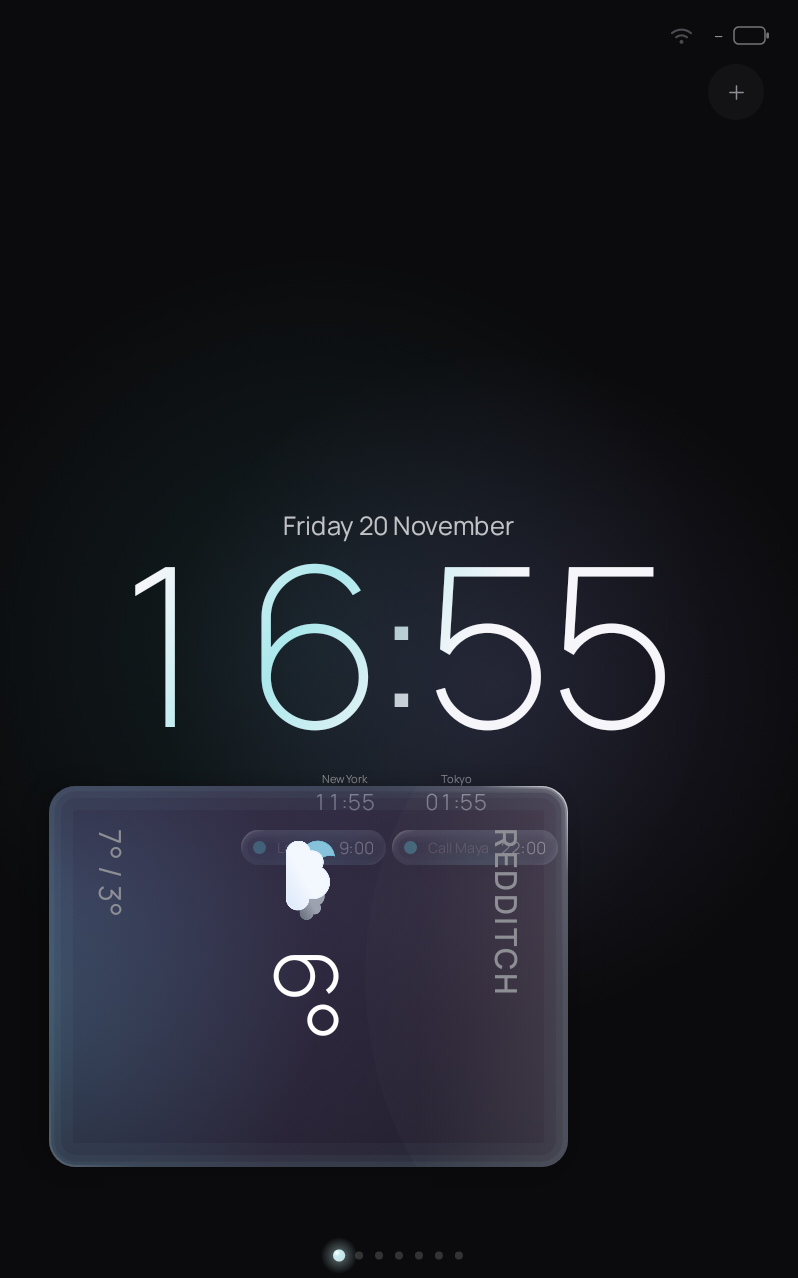 –
+
Friday 20 November
16:55
New York
11:55
Tokyo
01:55
9:00
Call Maya
22:00
REDDITCH
6°
7° / 3°